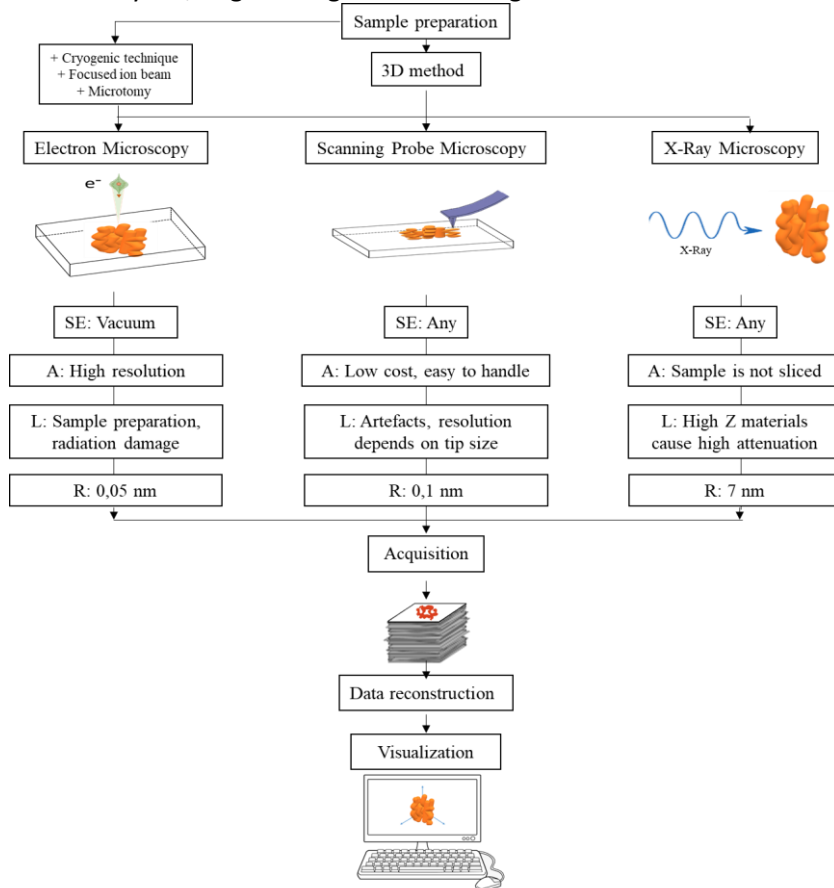 Sample preparation
+ Cryogenic technique
+ Focused ion beam
+ Microtomy
3D method
Electron Microscopy
Scanning Probe Microscopy
X-Ray Microscopy
e⁻
X-Ray
SE: Vacuum
SE: Any
SE: Any
A: High resolution
A: Low cost, easy to handle
A: Sample is not sliced
L: Sample preparation,
radiation damage
L: Artefacts, resolution
depends on tip size
L: High Z materials
cause high attenuation
R: 0,05 nm
R: 0,1 nm
R: 7 nm
Acquisition
Data reconstruction
Visualization